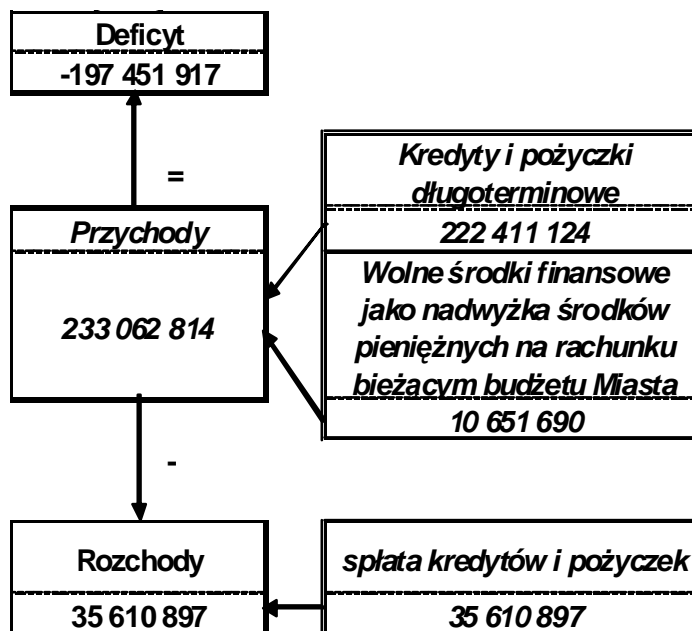 Deficyt
-197 451 917
=
Przychody
233 062 814
Kredyty i pożyczki
długoterminowe
222 411 124
Wolne środki finansowe
jako nadwyżka środków
pieniężnych na rachunku
bieżącym budżetu Miasta
10 651 690
-
Rozchody
35 610 897
spłata kredytów i pożyczek
35 610 897